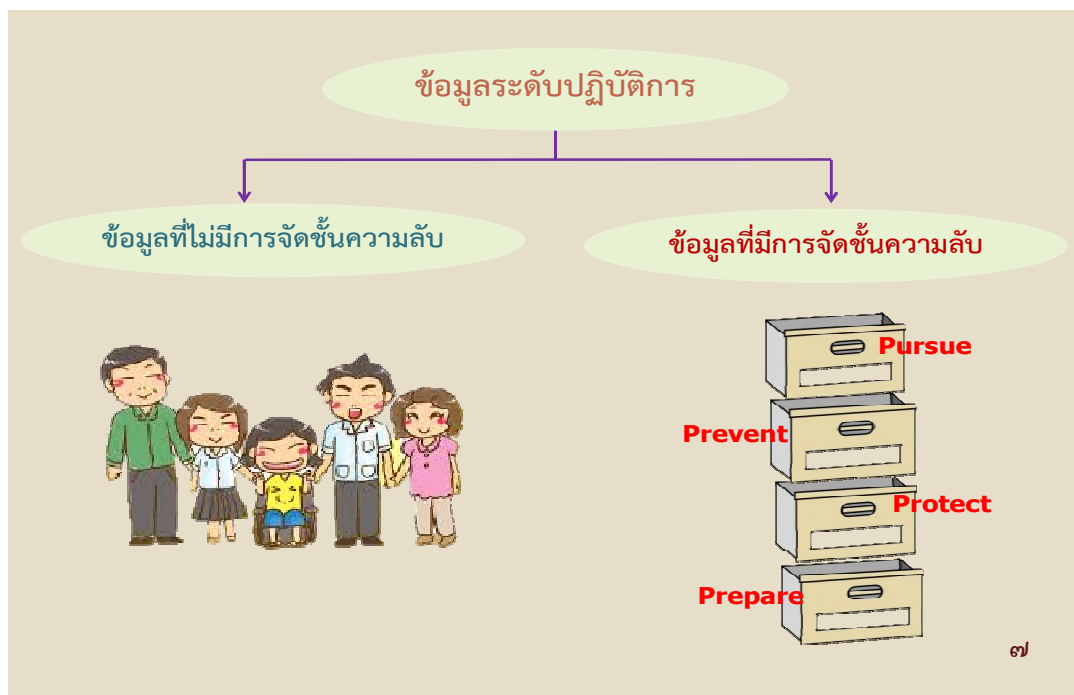 ข้อมูลระดับปฏิบัติการ
ข้อมูลที่ไม่มีการจัดชั้นความลับ
ข้อมูลที่มีการจัดชั้นความลับ
Pursue
Prevent
Protect
Prepare
๗